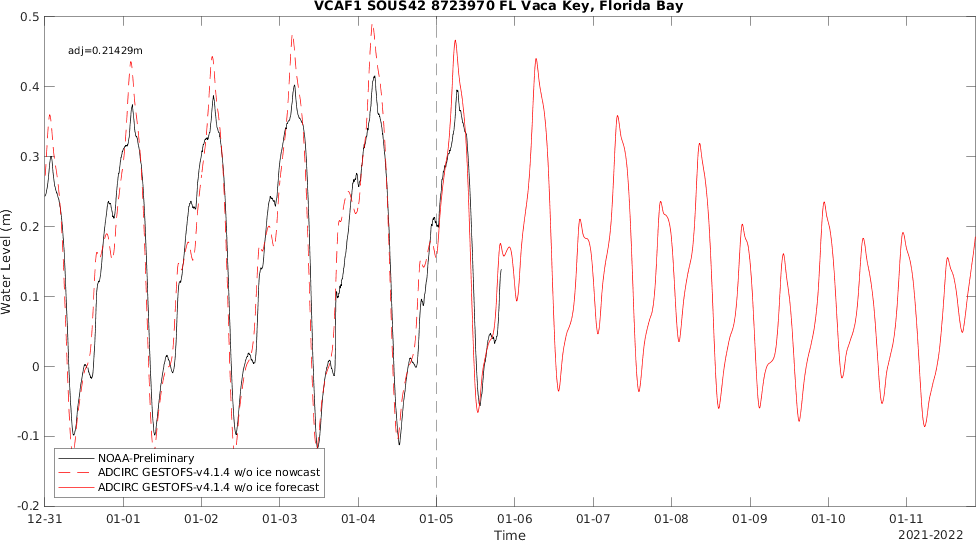 VCAF1 SOUS42 8723970 FL Vaca Key, Florida Bay
adj=0.21429m
0.5
0.4
0.3
0.2
0.1
0
-0.1
-0.2
Water Level (m)
NOAA-Preliminary
ADCIRC GESTOFS-v4.1.4 w/o ice nowcast
ADCIRC GESTOFS-v4.1.4 w/o ice forecast
12-31 01-01 01-02 01-03 01-04 01-05 01-06 01-07 01-08 01-09 01-10 01-11
Time
2021-2022